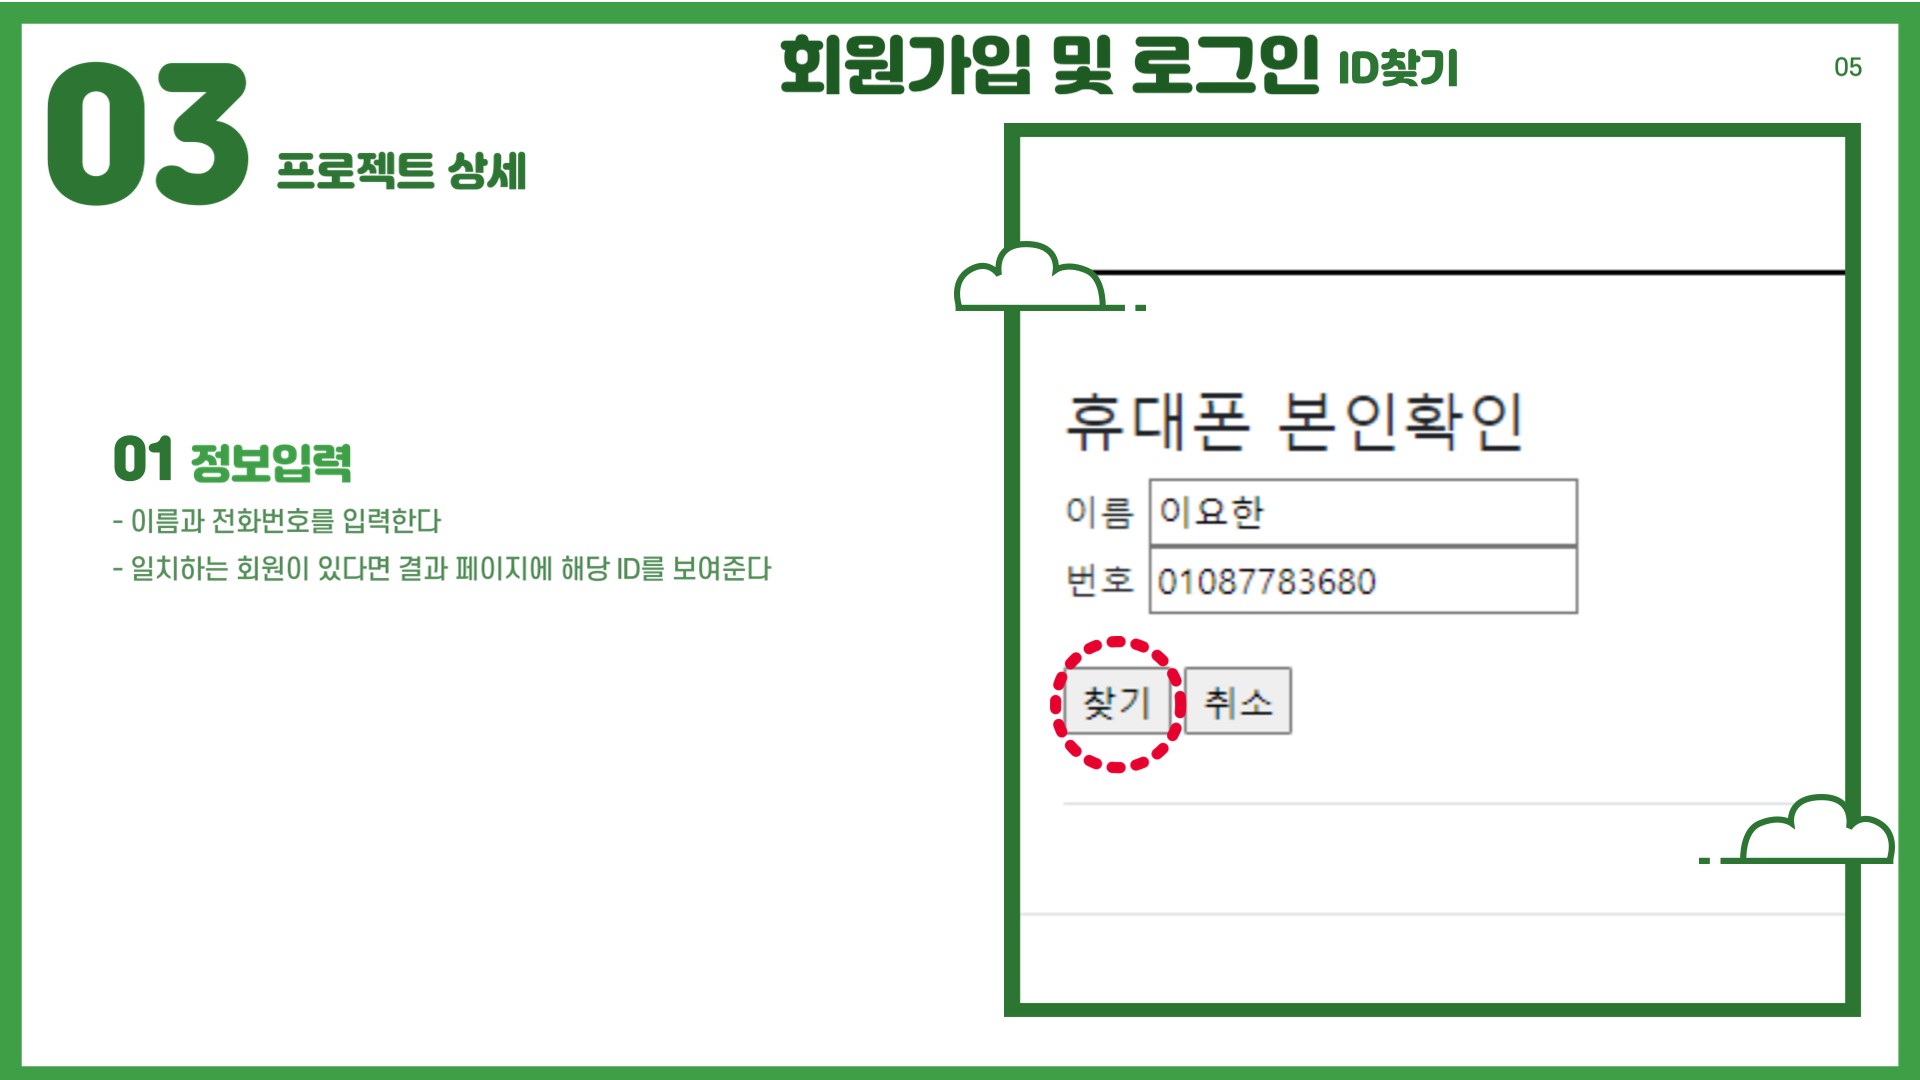 회원가입 및 로그인 ID찾기
05
03 프로젝트 상세
01 정보입력
- 이름과 전화번호를 입력한다
- 일치하는 회원이 있다면 결과 페이지에 해당 ID를 보여준다
휴대폰 본인확인
이름 이요한
번호 01087783680
찾기 취소